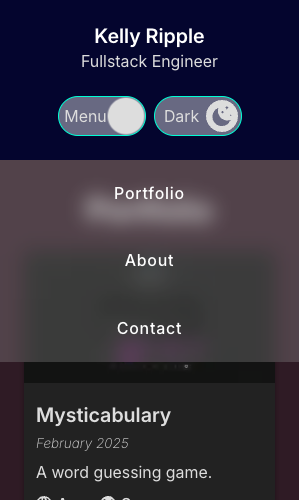 Kelly Ripple
Fullstack Engineer
Menu
Dark
Portfolio
About
Contact
Mysticabulary
February 2025
A word guessing game.